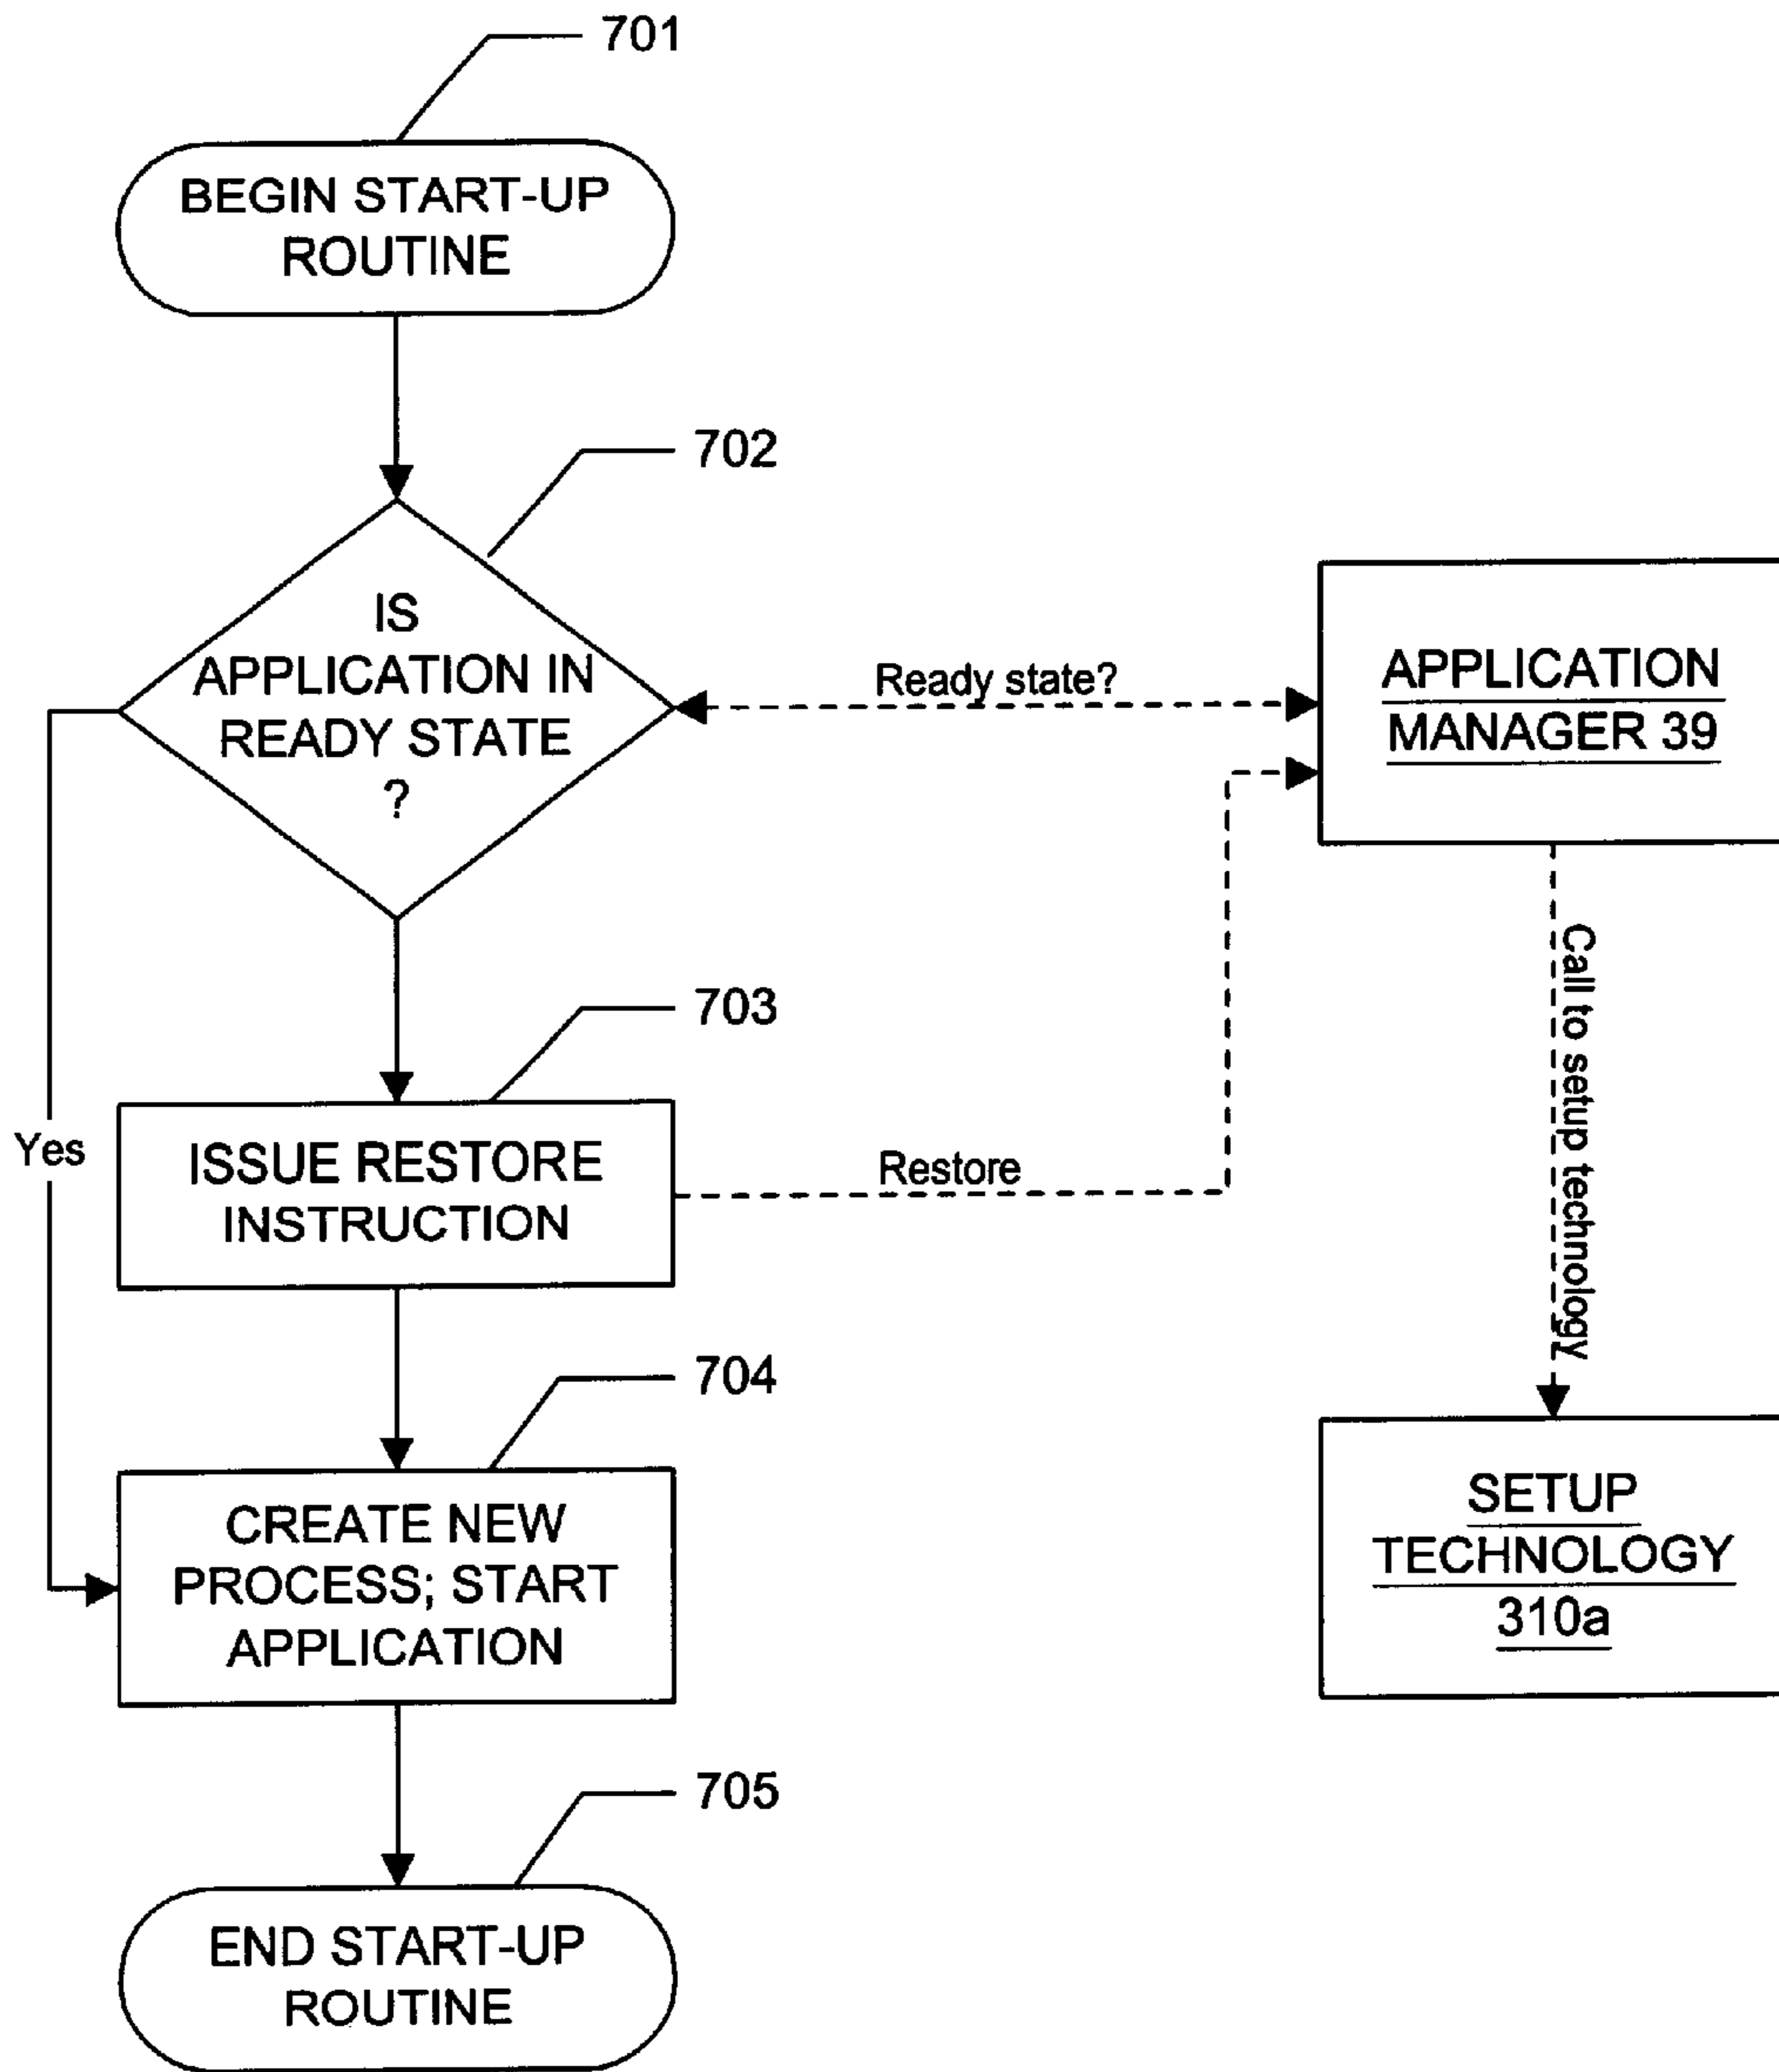 701
BEGIN START-UP
ROUTINE
702
IS
APPLICATION IN
READY STATE
?
Ready state?
APPLICATION
MANAGER 39
Call to setup technology
703
Yes
ISSUE RESTORE
INSTRUCTION
Restore
704
CREATE NEW
PROCESS; START
APPLICATION
SETUP
TECHNOLOGY
310a
705
END START-UP
ROUTINE